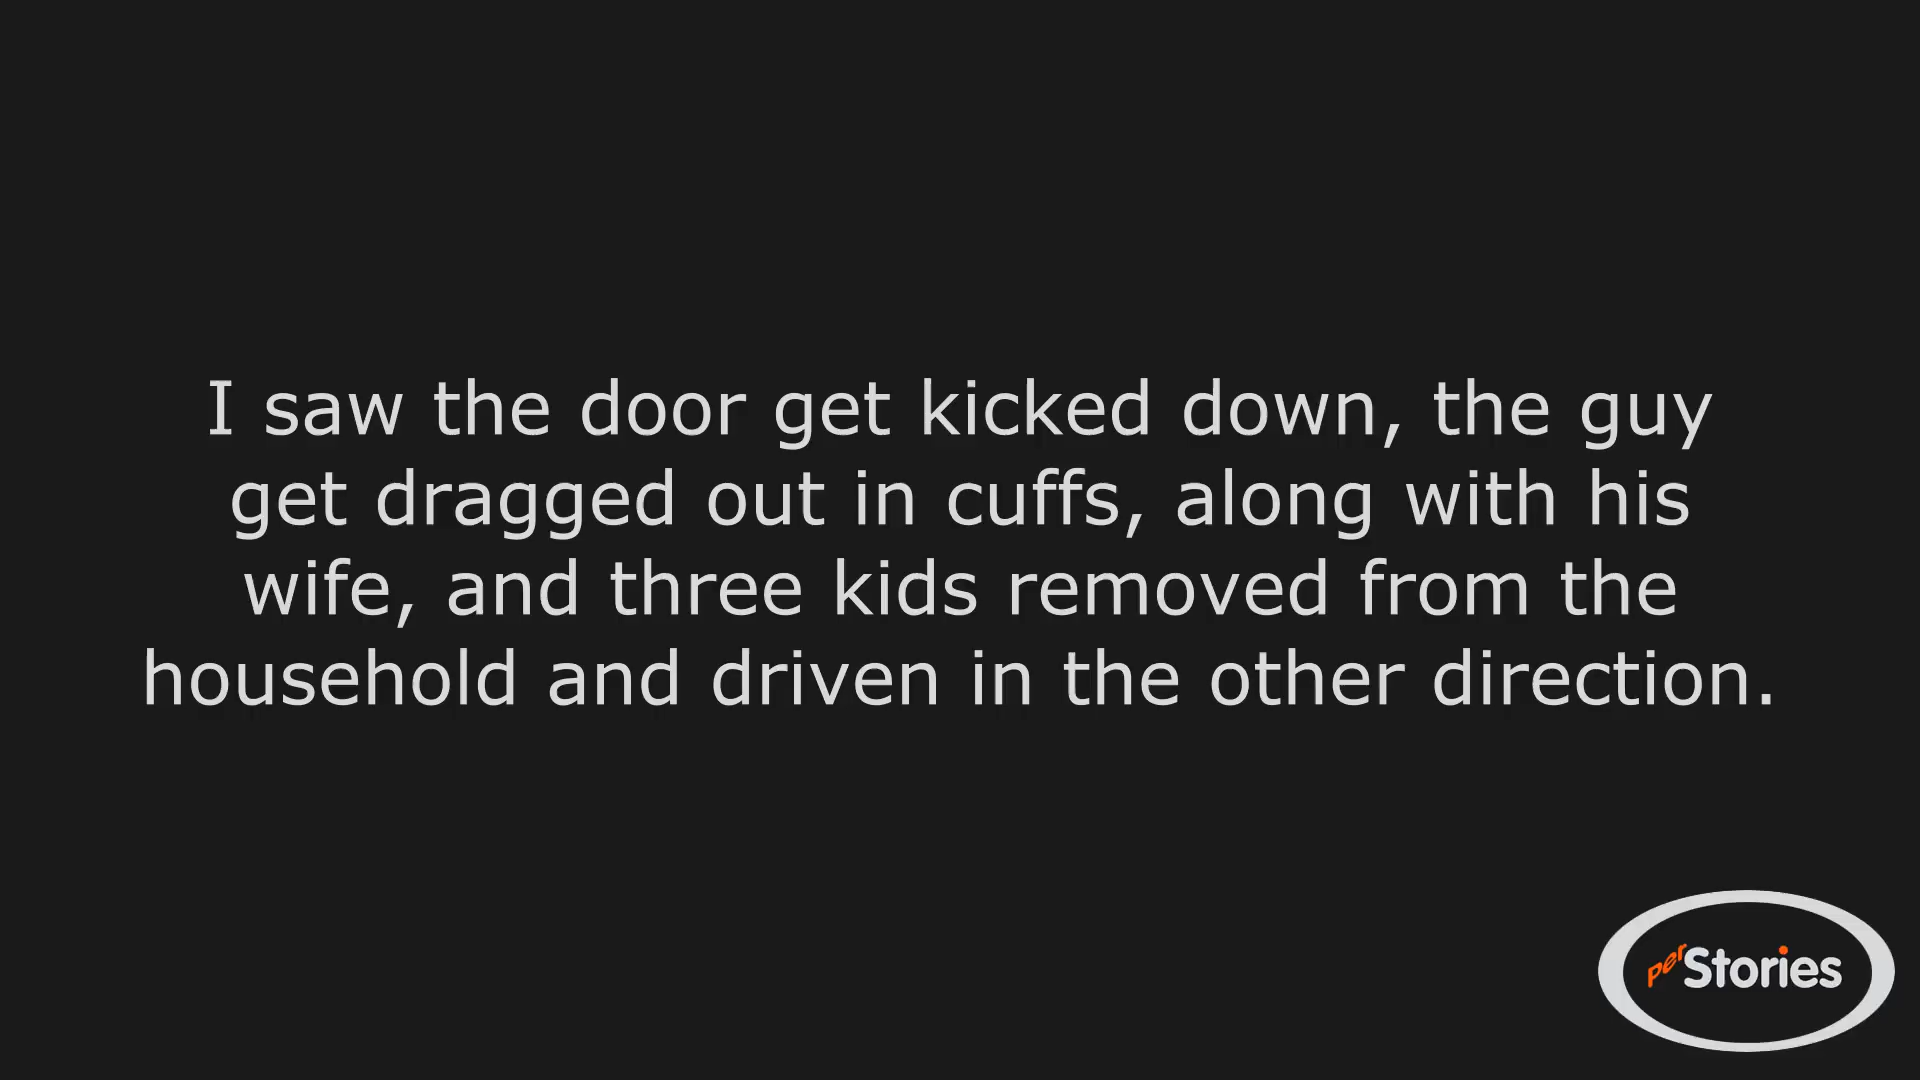 I saw the door get kicked down, the guy
get dragged out in cuffs, along with his
wife, and three kids removed from the
household and driven in the other direction.
perStories